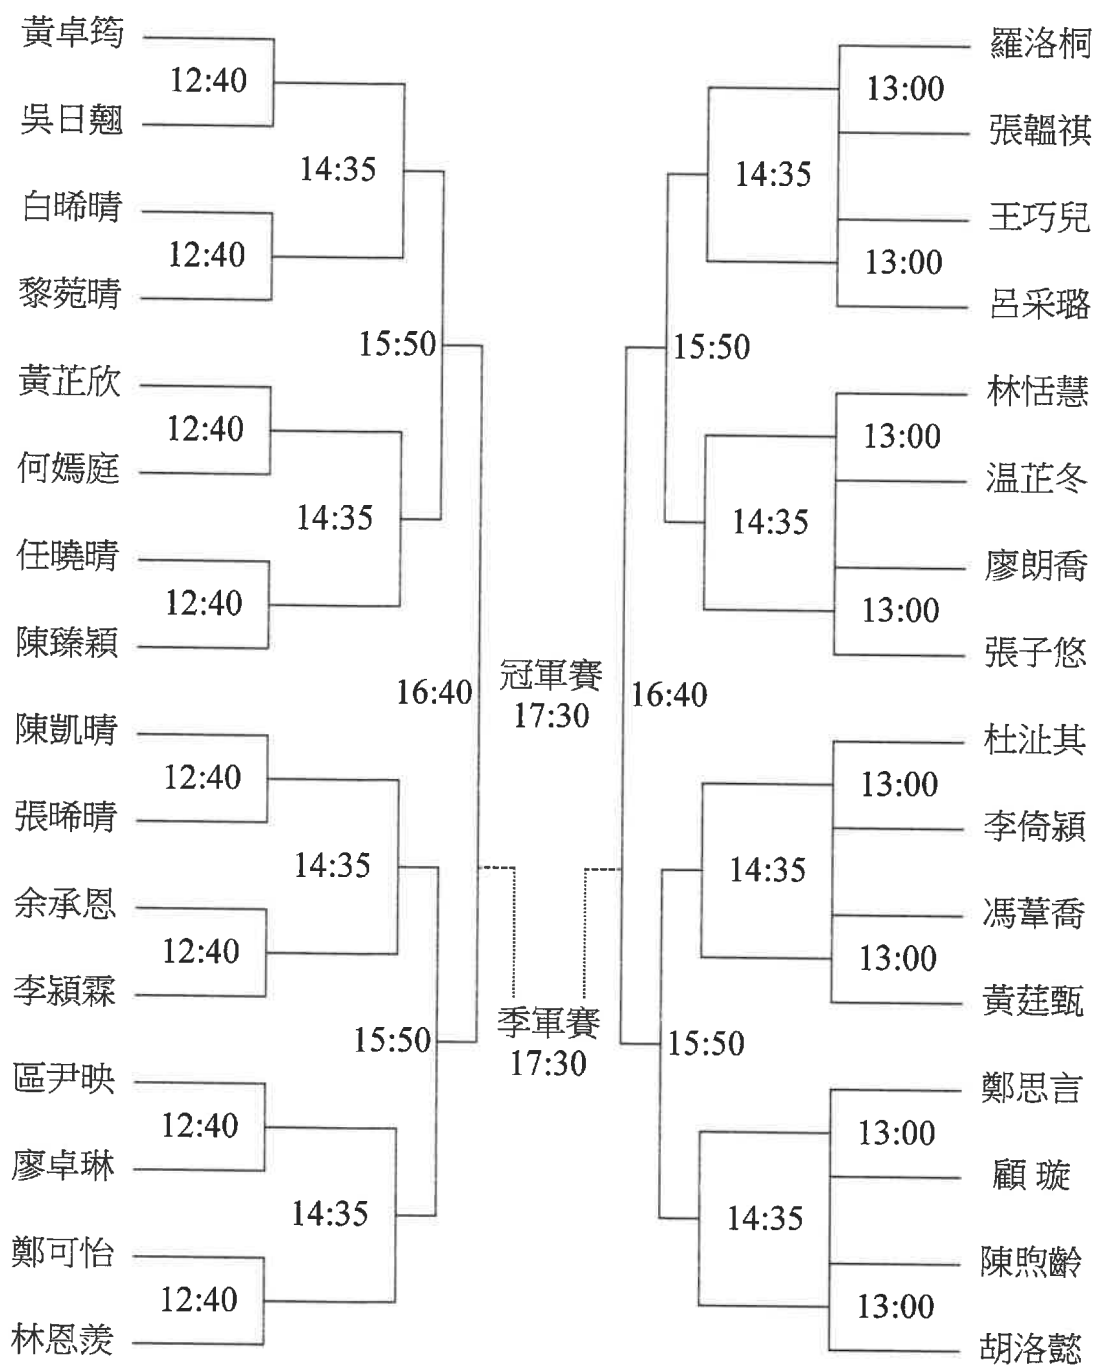 黃卓筠
12:40
吳日翹
14:35
白晞晴
12:40
黎菀晴
15:50
黃芷欣
12:40
何嫣庭
14:35
任曉晴
12:40
陳臻穎
16:40
陳凱晴
12:40
張晞晴
14:35
余承恩
12:40
李潁霖
15:50
區尹映
12:40
廖卓琳
14:35
鄭可怡
12:40
林恩羨
冠軍賽
17:30
季軍賽
17:30
羅洛桐
13:00
張韞祺
14:35
王巧兒
13:00
呂采璐
15:50
林恬慧
13:00
温芷冬
14:35
廖朗喬
13:00
張子悠
16:40
杜沚其
13:00
李倚潁
14:35
馮葦喬
13:00
黃莛甄
15:50
鄭思言
13:00
顧 璇
14:35
陳煦齡
13:00
胡洛懿